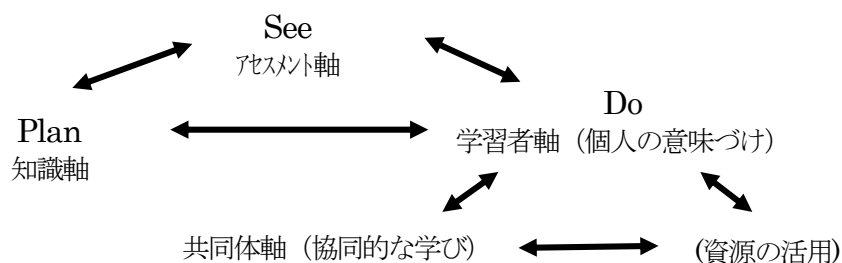 See
アセスメント軸
Do
Plan
学習者軸（個人の意味づけ）
知識軸
共同体軸（協同的な学び）
(資源の活用)